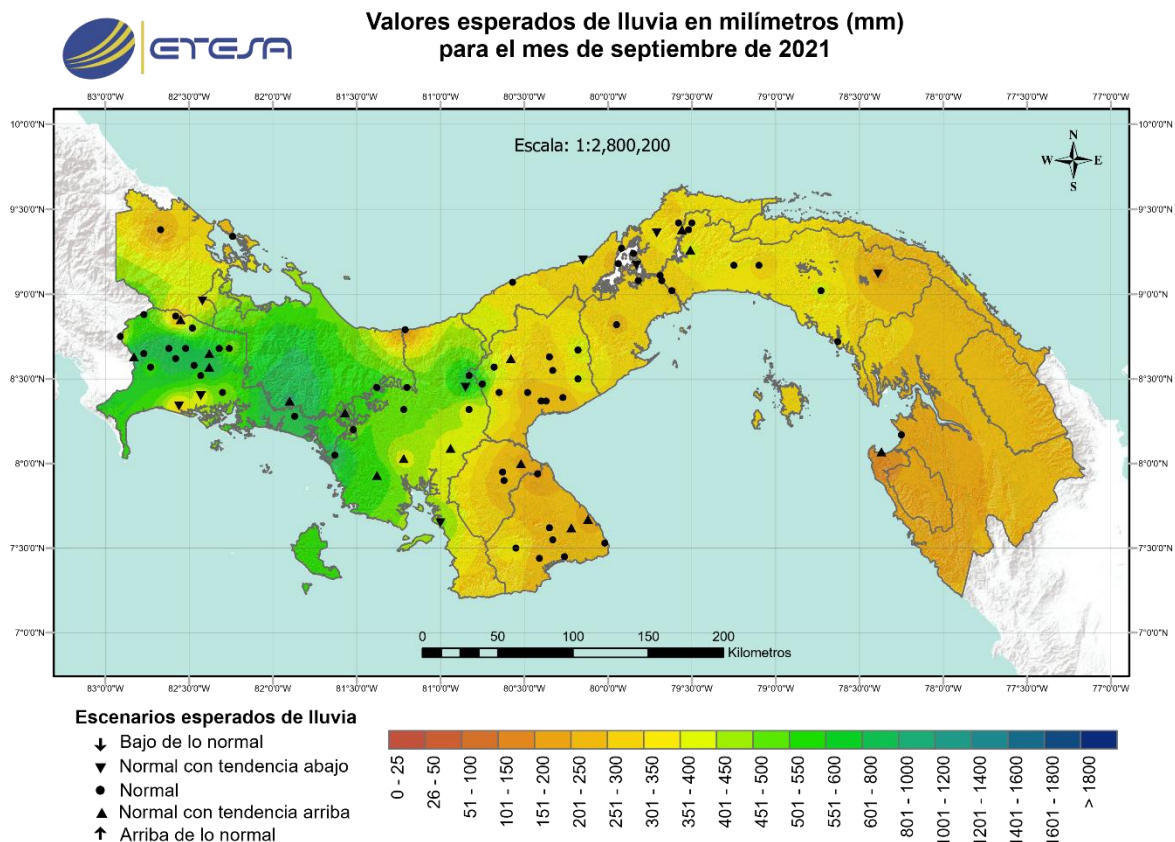 ETESA
Valores esperados de lluvia en milímetros (mm)
para el mes de septiembre de 2021
83°0'0"W 82°30'0"W 82°0'0"W 81°30'0"W 81°0'0"W 80°30'0"W 80°0'0"W 79°30'0"W 79°0'0"W 78°30'0"W 78°0'0"W 77°30'0"W 77°0'0"W
10°0'0"N 10°0'0"N
Escala: 1:2,800,200
N
W E
S
9°30'0"N 9°30'0"N
9°0'0"N 9°0'0"N
8°30'0"N 8°30'0"N
8°0'0"N 8°0'0"N
7°30'0"N 7°30'0"N
7°0'0"N 7°0'0"N
0 50 100 150 200
Kilometros
83°0'0"W 82°30'0"W 82°0'0"W 81°30'0"W 81°0'0"W 80°30'0"W 80°0'0"W 79°30'0"W 79°0'0"W 78°30'0"W 78°0'0"W 77°30'0"W 77°0'0"W
Escenarios esperados de lluvia
Bajo de lo normal
Normal con tendencia abajo
Normal
Normal con tendencia arriba
Arriba de lo normal
0 - 25
26 - 50
51 - 100
101 - 150
151 - 200
201 - 250
251 - 300
301 - 350
351 - 400
401 - 450
451 - 500
501 - 550
551 - 600
601 - 800
801 - 1000
1001 - 1200
1201 - 1400
1401 - 1600
1601 - 1800
> 1800